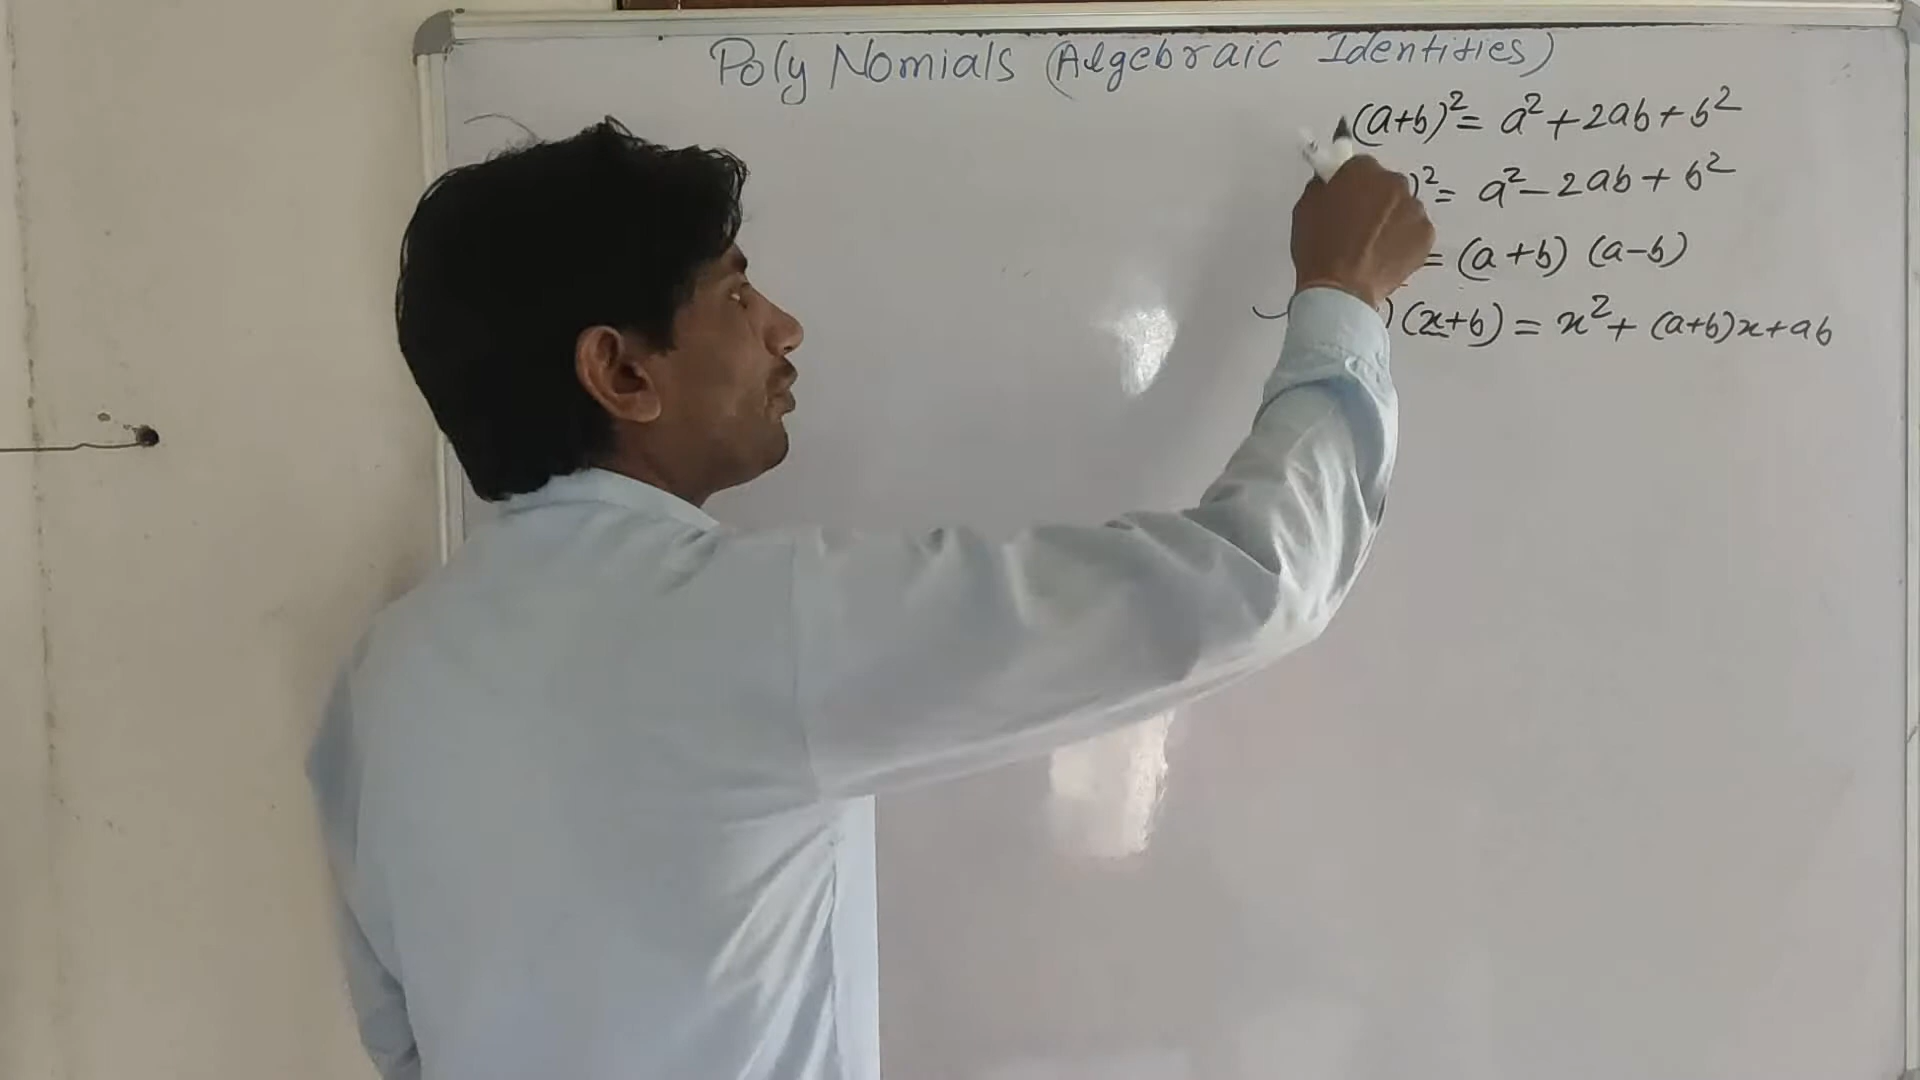 Poly Nomials (Algebraic Identities)
(a+b)²= a²+2ab+b²
)²= a²-2ab+b²
= (a+b) (a-b)
)(x+b) = x²+ (a+b)x+ab